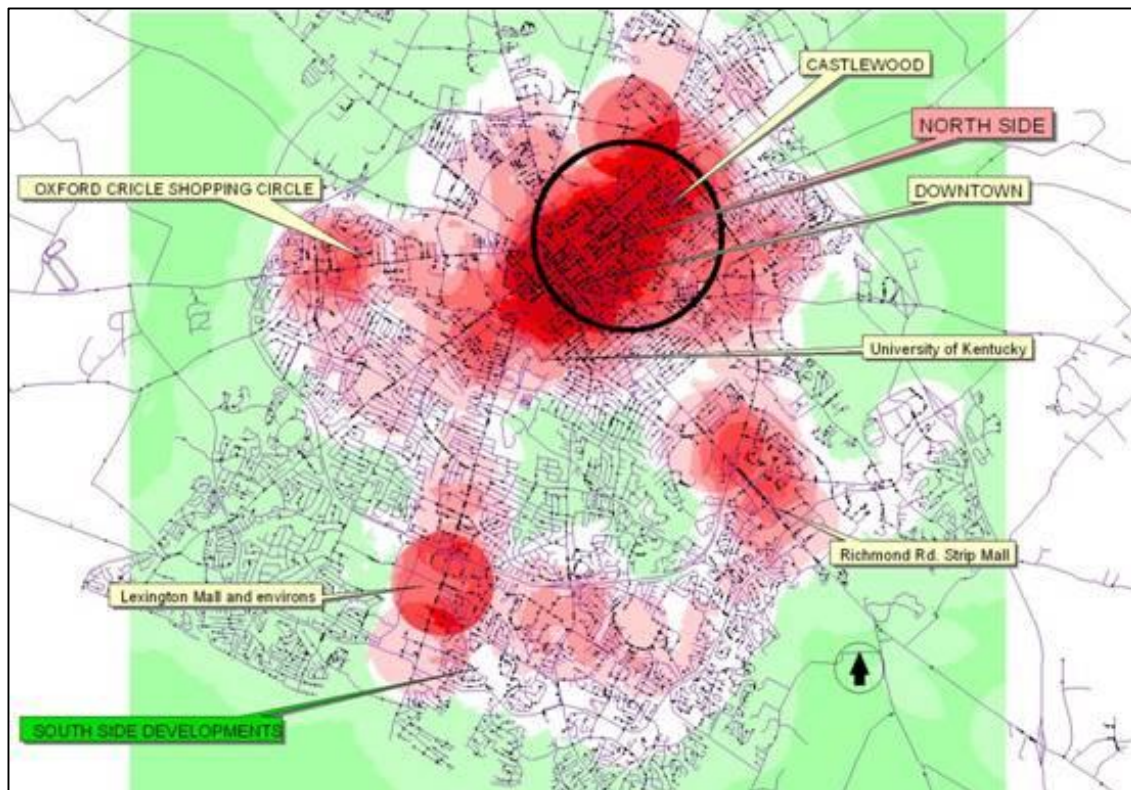 CASTLEWOOD
NORTH SIDE
OXFORD CRICLE SHOPPING CIRCLE
DOWNTOWN
University of Kentucky
Richmond Rd. Strip Mall
Lexington Mall and environs
SOUTH SIDE DEVELOPMENTS